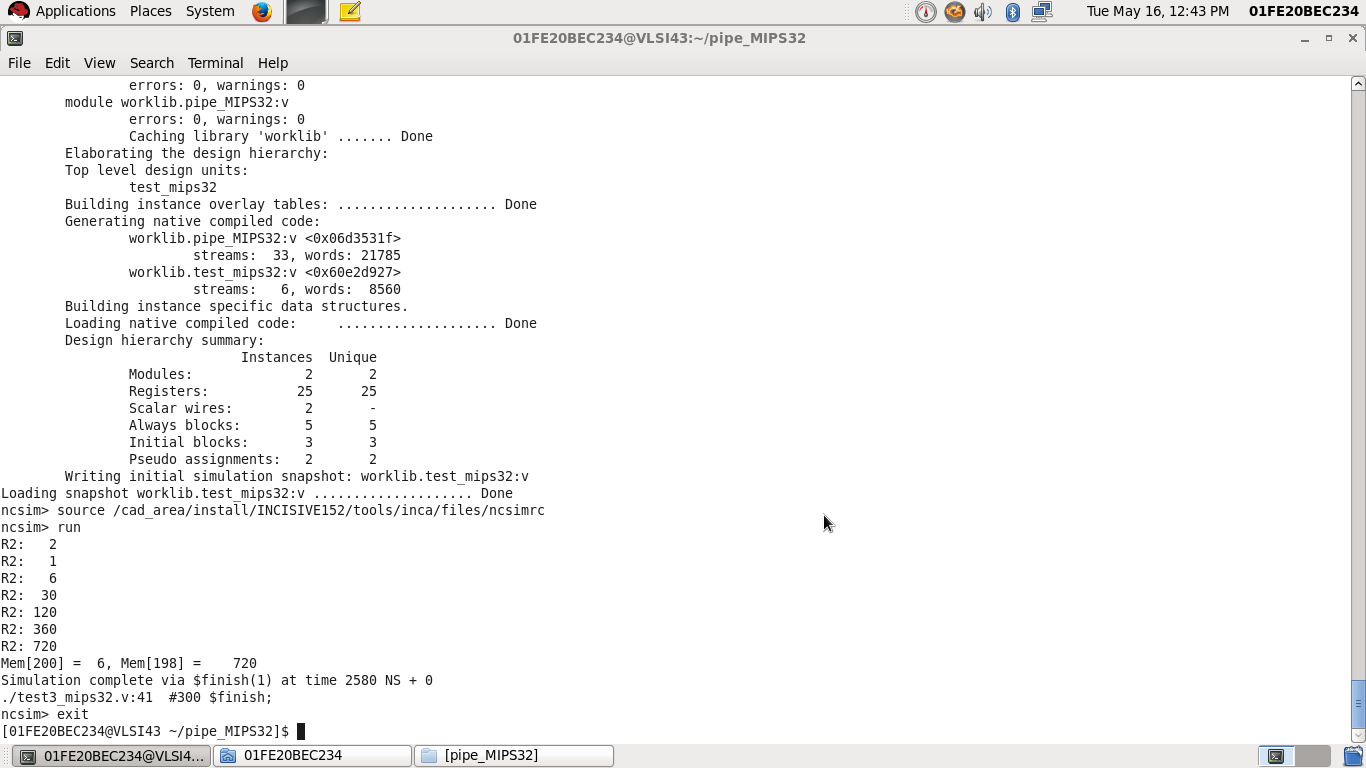 Applications Places System Tue May 16, 12:43 PM 01FE20BEC234
01FE20BEC234@VLSI43:~/pipe_MIPS32
File Edit View Search Terminal Help
                errors: 0, warnings: 0
        module worklib.pipe_MIPS32:v
                errors: 0, warnings: 0
                Caching library 'worklib' ....... Done
        Elaborating the design hierarchy:
        Top level design units:
                test_mips32
        Building instance overlay tables: .................... Done
        Generating native compiled code:
                worklib.pipe_MIPS32:v <0x06d3531f>
                        streams:  33, words: 21785
                worklib.test_mips32:v <0x60e2d927>
                        streams:   6, words:  8560
        Building instance specific data structures.
        Loading native compiled code:     .................... Done
        Design hierarchy summary:
                              Instances  Unique
                Modules:              2       2
                Registers:           25      25
                Scalar wires:         2       -
                Always blocks:        5       5
                Initial blocks:       3       3
                Pseudo assignments:   2       2
        Writing initial simulation snapshot: worklib.test_mips32:v
Loading snapshot worklib.test_mips32:v .................... Done
ncsim> source /cad_area/install/INCISIVE152/tools/inca/files/ncsimrc
ncsim> run
R2:   2
R2:   1
R2:   6
R2:  30
R2: 120
R2: 360
R2: 720
Mem[200] =  6, Mem[198] =    720
Simulation complete via $finish(1) at time 2580 NS + 0
./test3_mips32.v:41  #300 $finish;
ncsim> exit
[01FE20BEC234@VLSI43 ~/pipe_MIPS32]$
01FE20BEC234@VLSI4... 01FE20BEC234 [pipe_MIPS32]